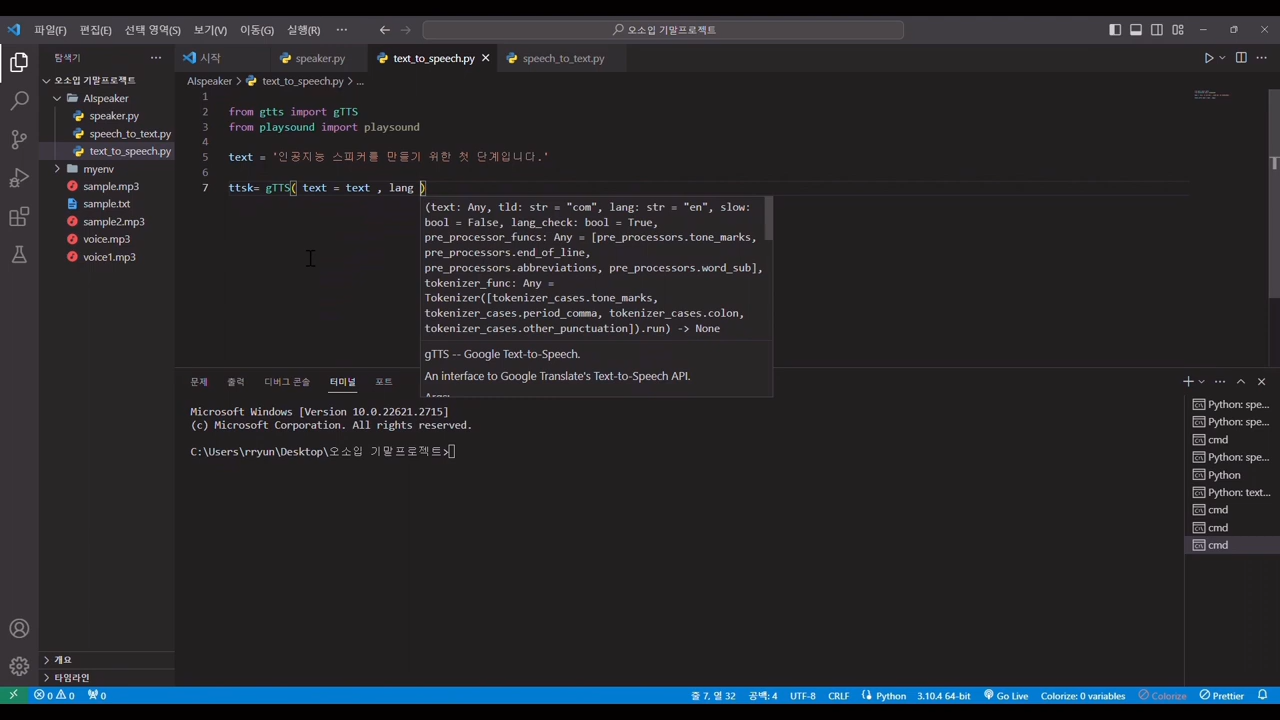 파일(F) 편집(E) 선택 영역(S) 보기(V) 이동(G) 실행(R) ··· 오소입 기말프로젝트
탐색기 ···
시작 speaker.py text_to_speech.py speech_to_text.py
오소입 기말프로젝트
AIspeaker
speaker.py
speech_to_text.py
text_to_speech.py
myenv
sample.mp3
sample.txt
sample2.mp3
voice.mp3
voice1.mp3
개요
타임라인
AIspeaker > text_to_speech.py > ...
1
2 from gtts import gTTS
3 from playsound import playsound
4
5 text = '인공지능 스피커를 만들기 위한 첫 단계입니다.'
6
7 ttsk= gTTS( text = text , lang )
(text: Any, tld: str = "com", lang: str = "en", slow:
bool = False, lang_check: bool = True,
pre_processor_funcs: Any = [pre_processors.tone_marks,
pre_processors.end_of_line,
pre_processors.abbreviations, pre_processors.word_sub],
tokenizer_func: Any =
Tokenizer([tokenizer_cases.tone_marks,
tokenizer_cases.period_comma, tokenizer_cases.colon,
tokenizer_cases.other_punctuation]).run) -> None
gTTS -- Google Text-to-Speech.
An interface to Google Translate's Text-to-Speech API.
Args:
문제 출력 디버그 콘솔 터미널 포트
Microsoft Windows [Version 10.0.22621.2715]
(c) Microsoft Corporation. All rights reserved.
C:\Users\rryun\Desktop\오소입 기말프로젝트>
Python: spe...
Python: spe...
cmd
Python: spe...
Python
Python: text...
cmd
cmd
cmd
0 0 0 줄 7, 열 32 공백: 4 UTF-8 CRLF Python 3.10.4 64-bit Go Live Colorize: 0 variables Colorize Prettier